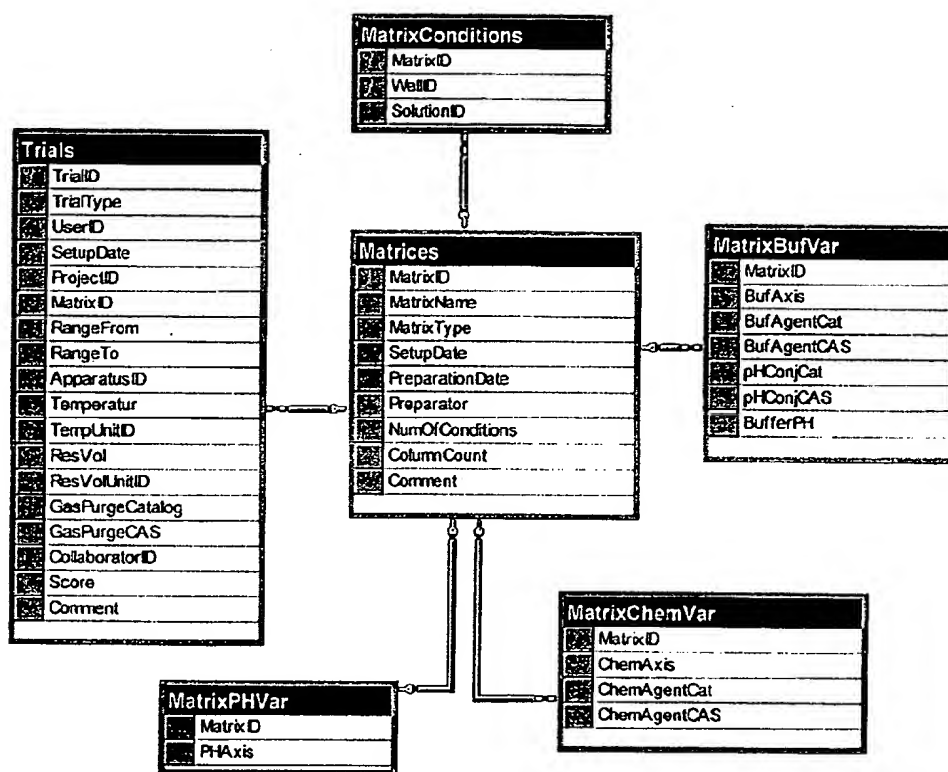 MatrixConditions
MatrixID
WellID
SolutionID
Trials
TrialID
TrialType
UserID
SetupDate
ProjectID
MatrixID
RangeFrom
RangeTo
ApparatusID
Temperatur
TempUnitID
ResVol
ResVolUnitID
GasPurgeCatalog
GasPurgeCAS
CollaboratorID
Score
Comment
Matrices
MatrixID
MatrixName
MatrixType
SetupDate
PreparationDate
Preparator
NumOfConditions
ColumnCount
Comment
MatrixBufVar
MatrixID
BufAxis
BufAgentCat
BufAgentCAS
pHConjCat
pHConjCAS
BufferPH
MatrixPHVar
MatrixID
PHAxis
MatrixChemVar
MatrixID
ChemAxis
ChemAgentCat
ChemAgentCAS